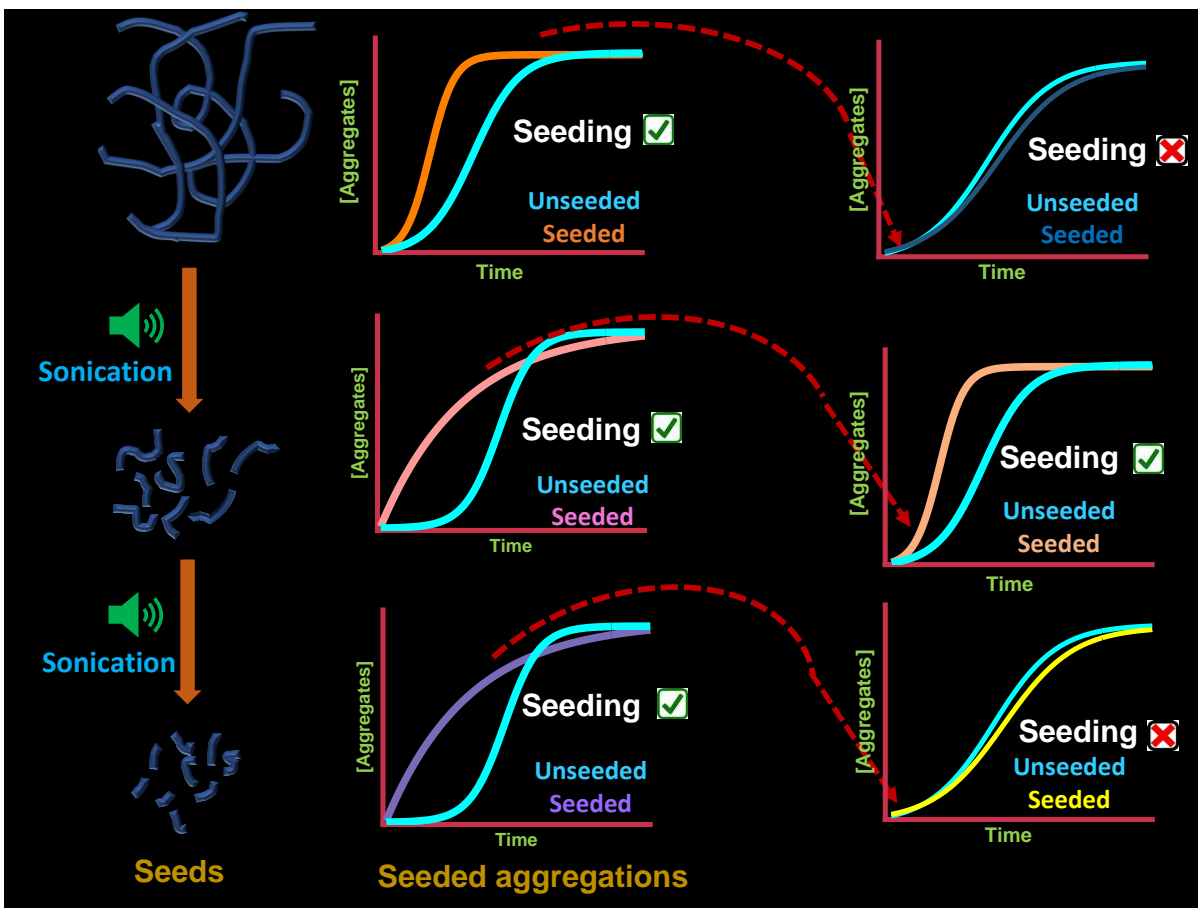 [Aggregates]
Seeding
Unseeded
Seeded
Time
[Aggregates]
Seeding
Unseeded
Seeded
Time
Sonication
[Aggregates]
Seeding
Unseeded
Seeded
Time
[Aggregates]
Seeding
Unseeded
Seeded
Time
Sonication
[Aggregates]
Seeding
Unseeded
Seeded
Time
[Aggregates]
Seeding
Unseeded
Seeded
Time
Seeds
Seeded aggregations